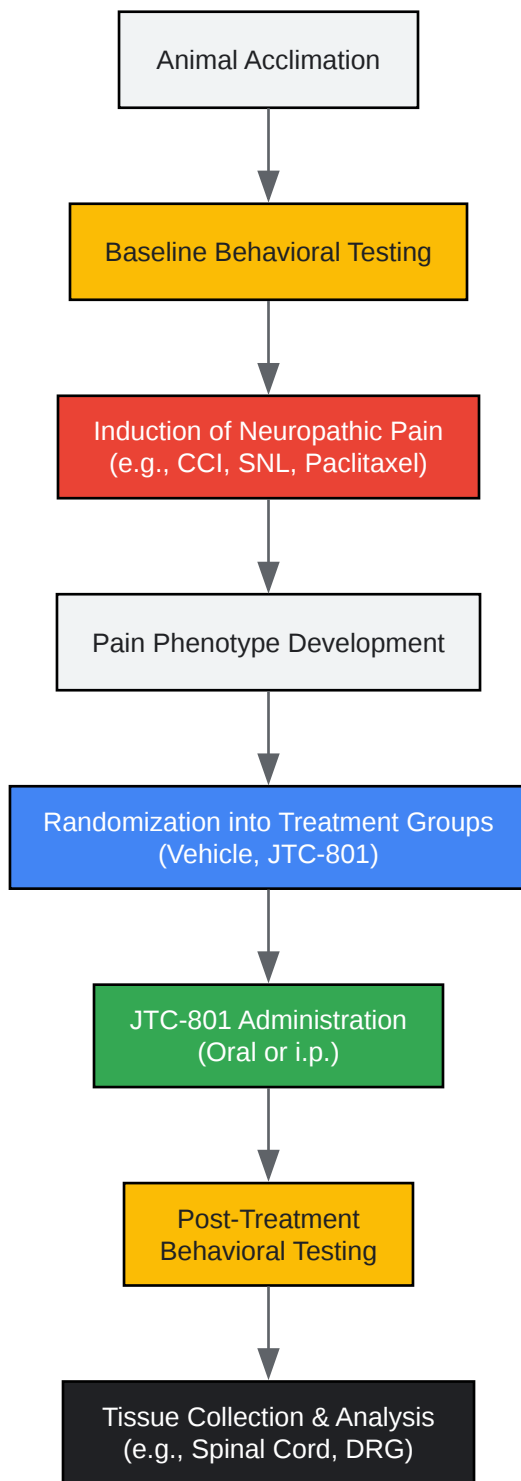 Animal Acclimation
Baseline Behavioral Testing
Induction of Neuropathic Pain
(e.g., CCI, SNL, Paclitaxel)
Pain Phenotype Development
Randomization into Treatment Groups
(Vehicle, JTC-801)
JTC-801 Administration
(Oral or i.p.)
Post-Treatment
Behavioral Testing
Tissue Collection & Analysis
(e.g., Spinal Cord, DRG)